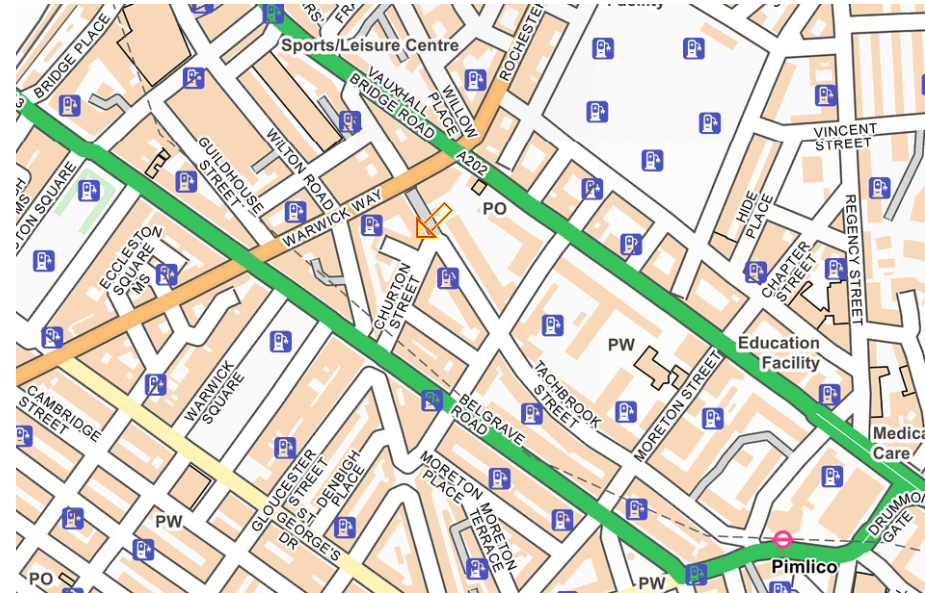 Facility
Sports/Leisure Centre
BRIDGE PLACE
ROCHESTER
VAUXHALL
BRIDGE ROAD
WILLOW
PLACE
A202
VINCENT
STREET
GUILDHOUSE
STREET
WILTON ROAD
WARWICK WAY
PO
HIDE
PLACE
REGENCY STREET
ECCLESTON
SQUARE
MS
CHURTON
STREET
CHAPTER
STREET
PW
Education
Facility
WARWICK
SQUARE
TACHBROOK
STREET
MORETON STREET
CAMBRIDGE
STREET
BELGRAVE
ROAD
Medica
Care
GLOUCESTER
STREET
DENBIGH
PLACE
MORETON
PLACE
ST
GEORGE'S
DR
MORETON
TERRACE
PW
DRUMMON
GATE
Pimlico
PO
PW